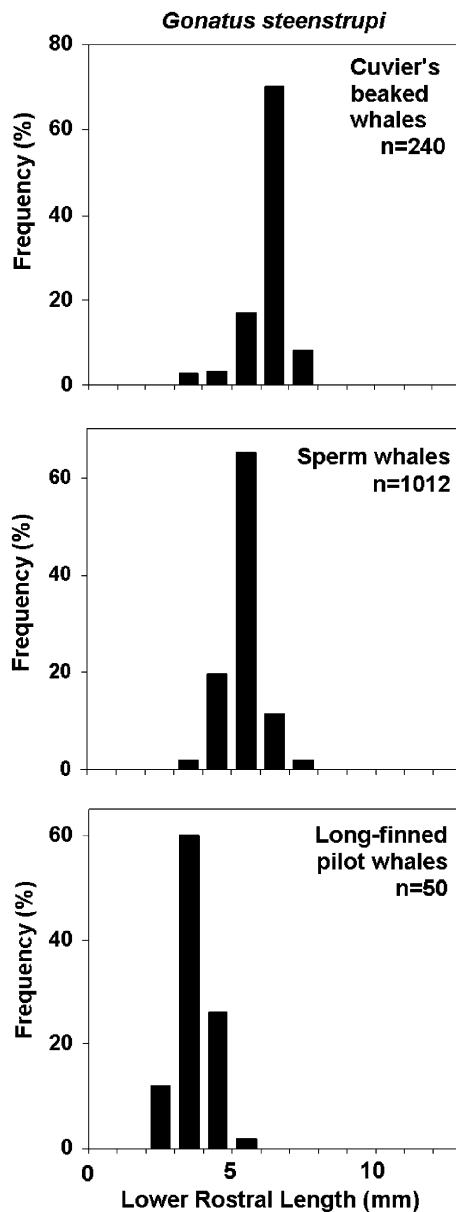 Gonatus steenstrupi
80
60
40
20
0
Frequency (%)
Cuvier's
beaked
whales
n=240
60
40
20
0
Frequency (%)
Sperm whales
n=1012
60
40
20
0
Frequency (%)
Long-finned
pilot whales
n=50
0 5 10
Lower Rostral Length (mm)